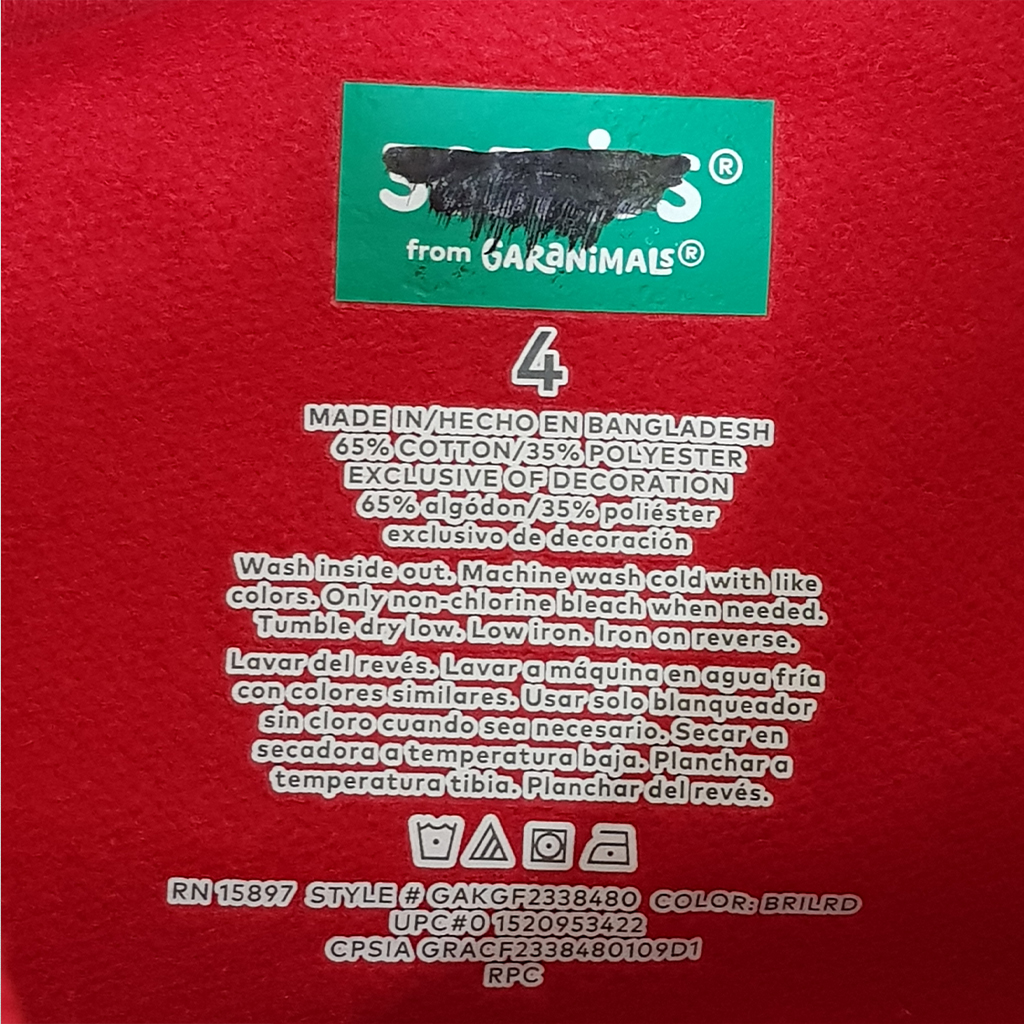 ®
from GARANiMALS®
4
MADE IN/HECHO EN BANGLADESH
65% COTTON/35% POLYESTER
EXCLUSIVE OF DECORATION
65% algódon/35% poliéster
exclusivo de decoración
Wash inside out. Machine wash cold with like
colors. Only non-chlorine bleach when needed.
Tumble dry low. Low iron. Iron on reverse.
Lavar del revés. Lavar a máquina en agua fría
con colores similares. Usar solo blanqueador
sin cloro cuando sea necesario. Secar en
secadora a temperatura baja. Planchar a
temperatura tibia. Planchar del revés.
RN 15897 STYLE # GAKGF2338480 COLOR: BRILRD
UPC#0 1520953422
CPSIA GRACF2338480109D1
RPC